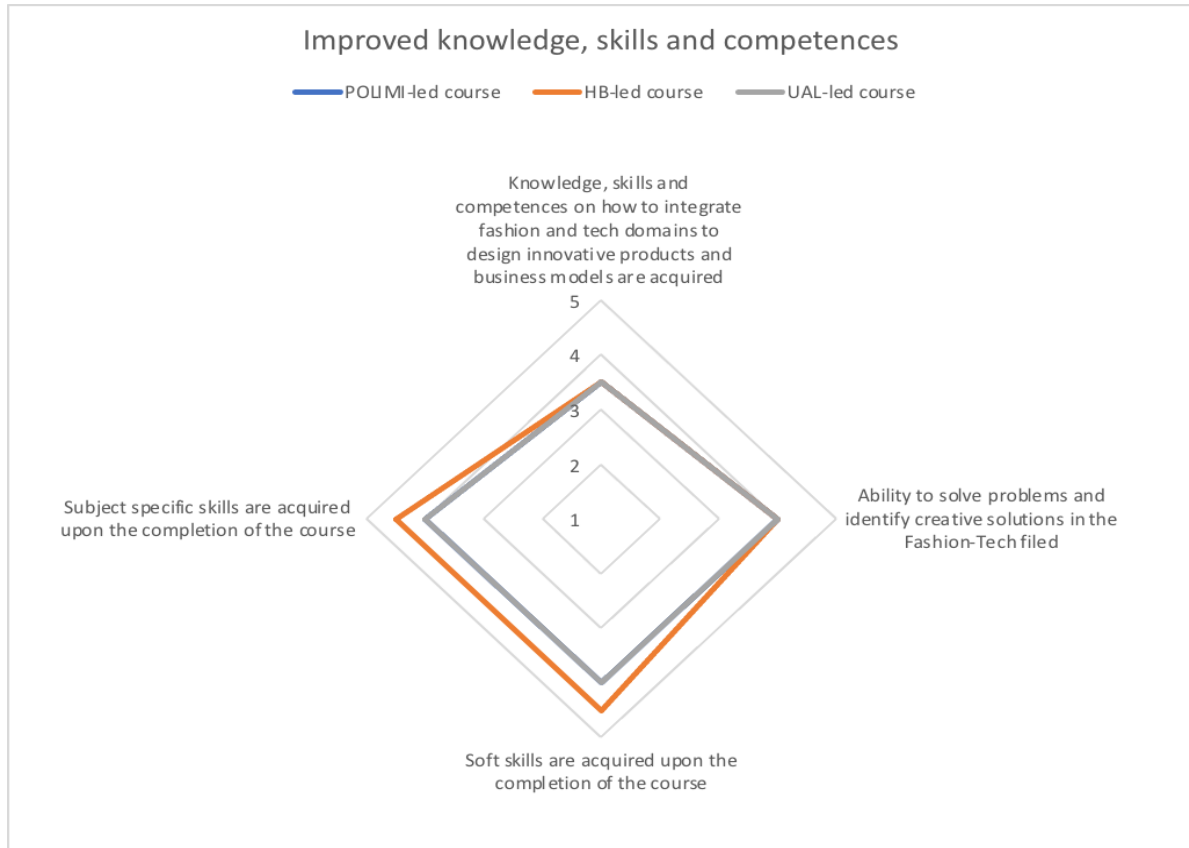 Improved knowledge, skills and competences
POLIMI-led course HB-led course UAL-led course
Knowledge, skills and
competences on how to integrate
fashion and tech domains to
design innovative products and
business models are acquired
5
4
3
2
1
Subject specific skills are acquired
upon the completion of the course
Ability to solve problems and
identify creative solutions in the
Fashion-Tech filed
Soft skills are acquired upon the
completion of the course